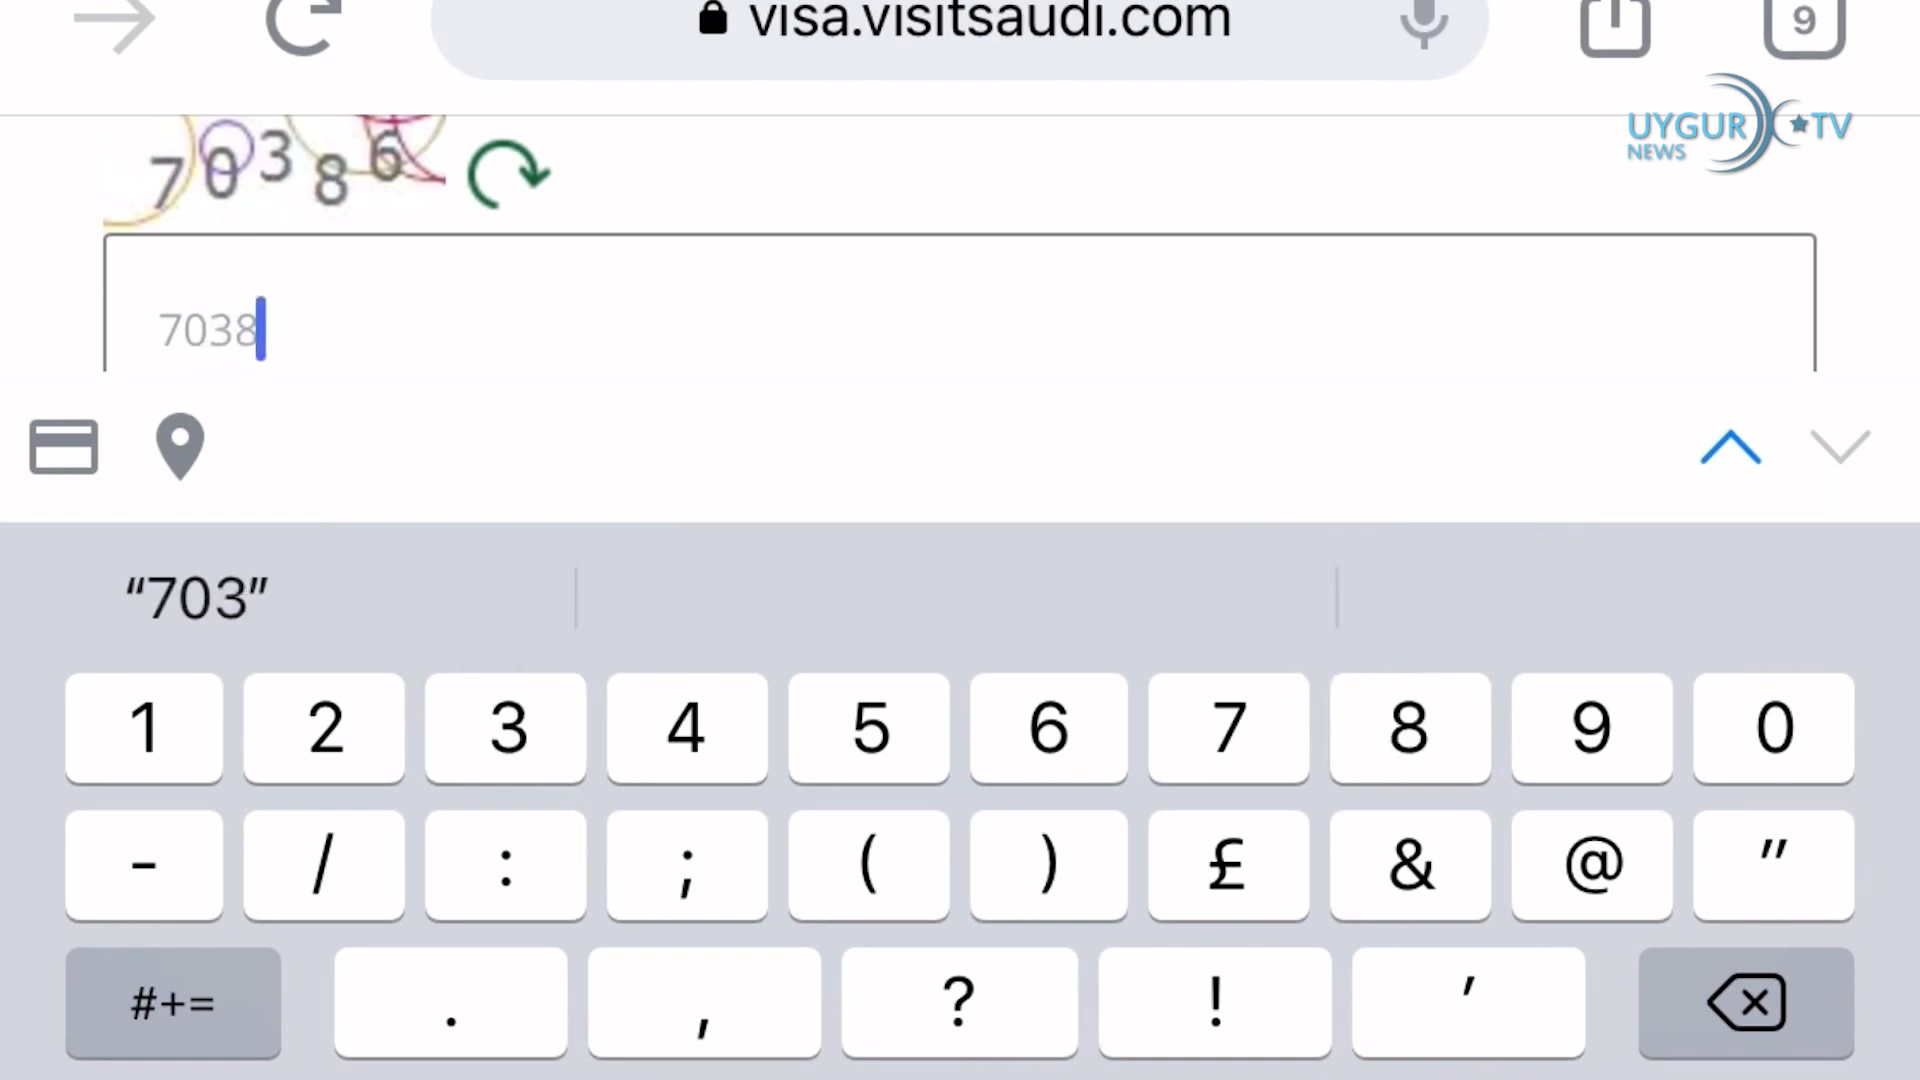 visa.visitsaudi.com
9
UYGUR TV
NEWS
70386
7038
“703”
1 2 3 4 5 6 7 8 9 0
- / : ; ( ) £ & @ "
#+= . , ? ! '